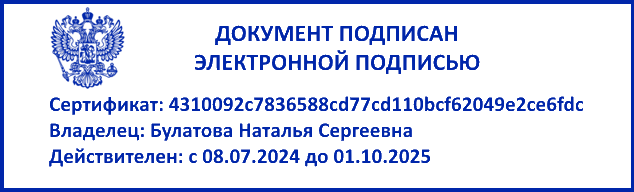 ДОКУМЕНТ ПОДПИСАН
ЭЛЕКТРОННОЙ ПОДПИСЬЮ
Сертификат: 4310092c7836588cd77cd110bcf62049e2ce6fdc
Владелец: Булатова Наталья Сергеевна
Действителен: с 08.07.2024 до 01.10.2025